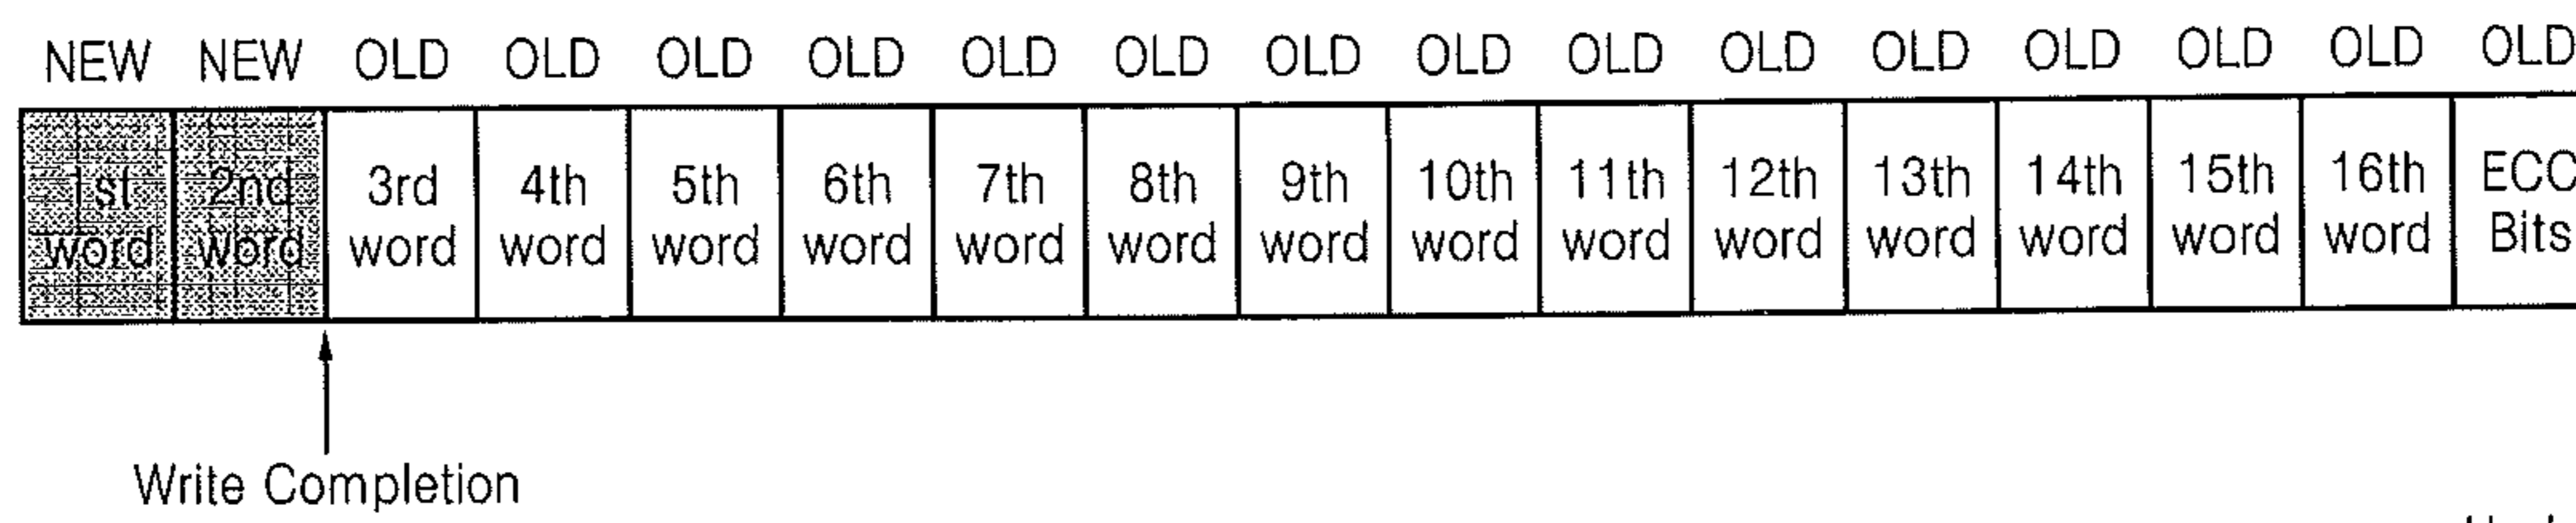 NEW NEW OLD OLD OLD OLD OLD OLD OLD OLD OLD OLD OLD OLD OLD OLD OLD
1st 2nd 3rd 4th 5th 6th 7th 8th 9th 10th 11th 12th 13th 14th 15th 16th ECC
word word word word word word word word word word word word word word word word Bits
Write Completion